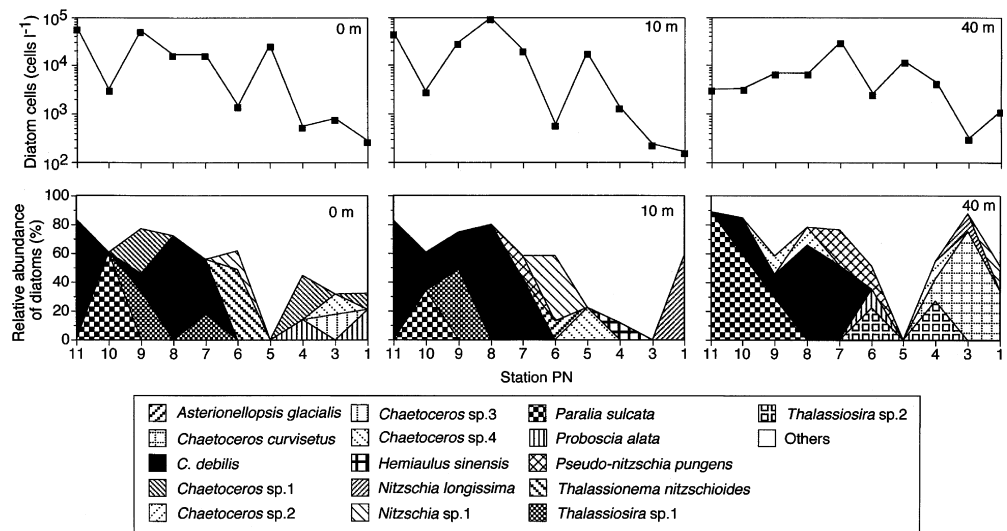 Diatom cells (cells l⁻¹)
10⁵
10⁴
10³
10²
0 m
10 m
40 m
Relative abundance of diatoms (%)
100
80
60
40
20
0
0 m
10 m
40 m
11 10 9 8 7 6 5 4 3 1
11 10 9 8 7 6 5 4 3 1
11 10 9 8 7 6 5 4 3 1
Station PN
Asterionellopsis glacialis
Chaetoceros curvisetus
C. debilis
Chaetoceros sp.1
Chaetoceros sp.2
Chaetoceros sp.3
Chaetoceros sp.4
Hemiaulus sinensis
Nitzschia longissima
Nitzschia sp.1
Paralia sulcata
Proboscia alata
Pseudo-nitzschia pungens
Thalassionema nitzschioides
Thalassiosira sp.1
Thalassiosira sp.2
Others